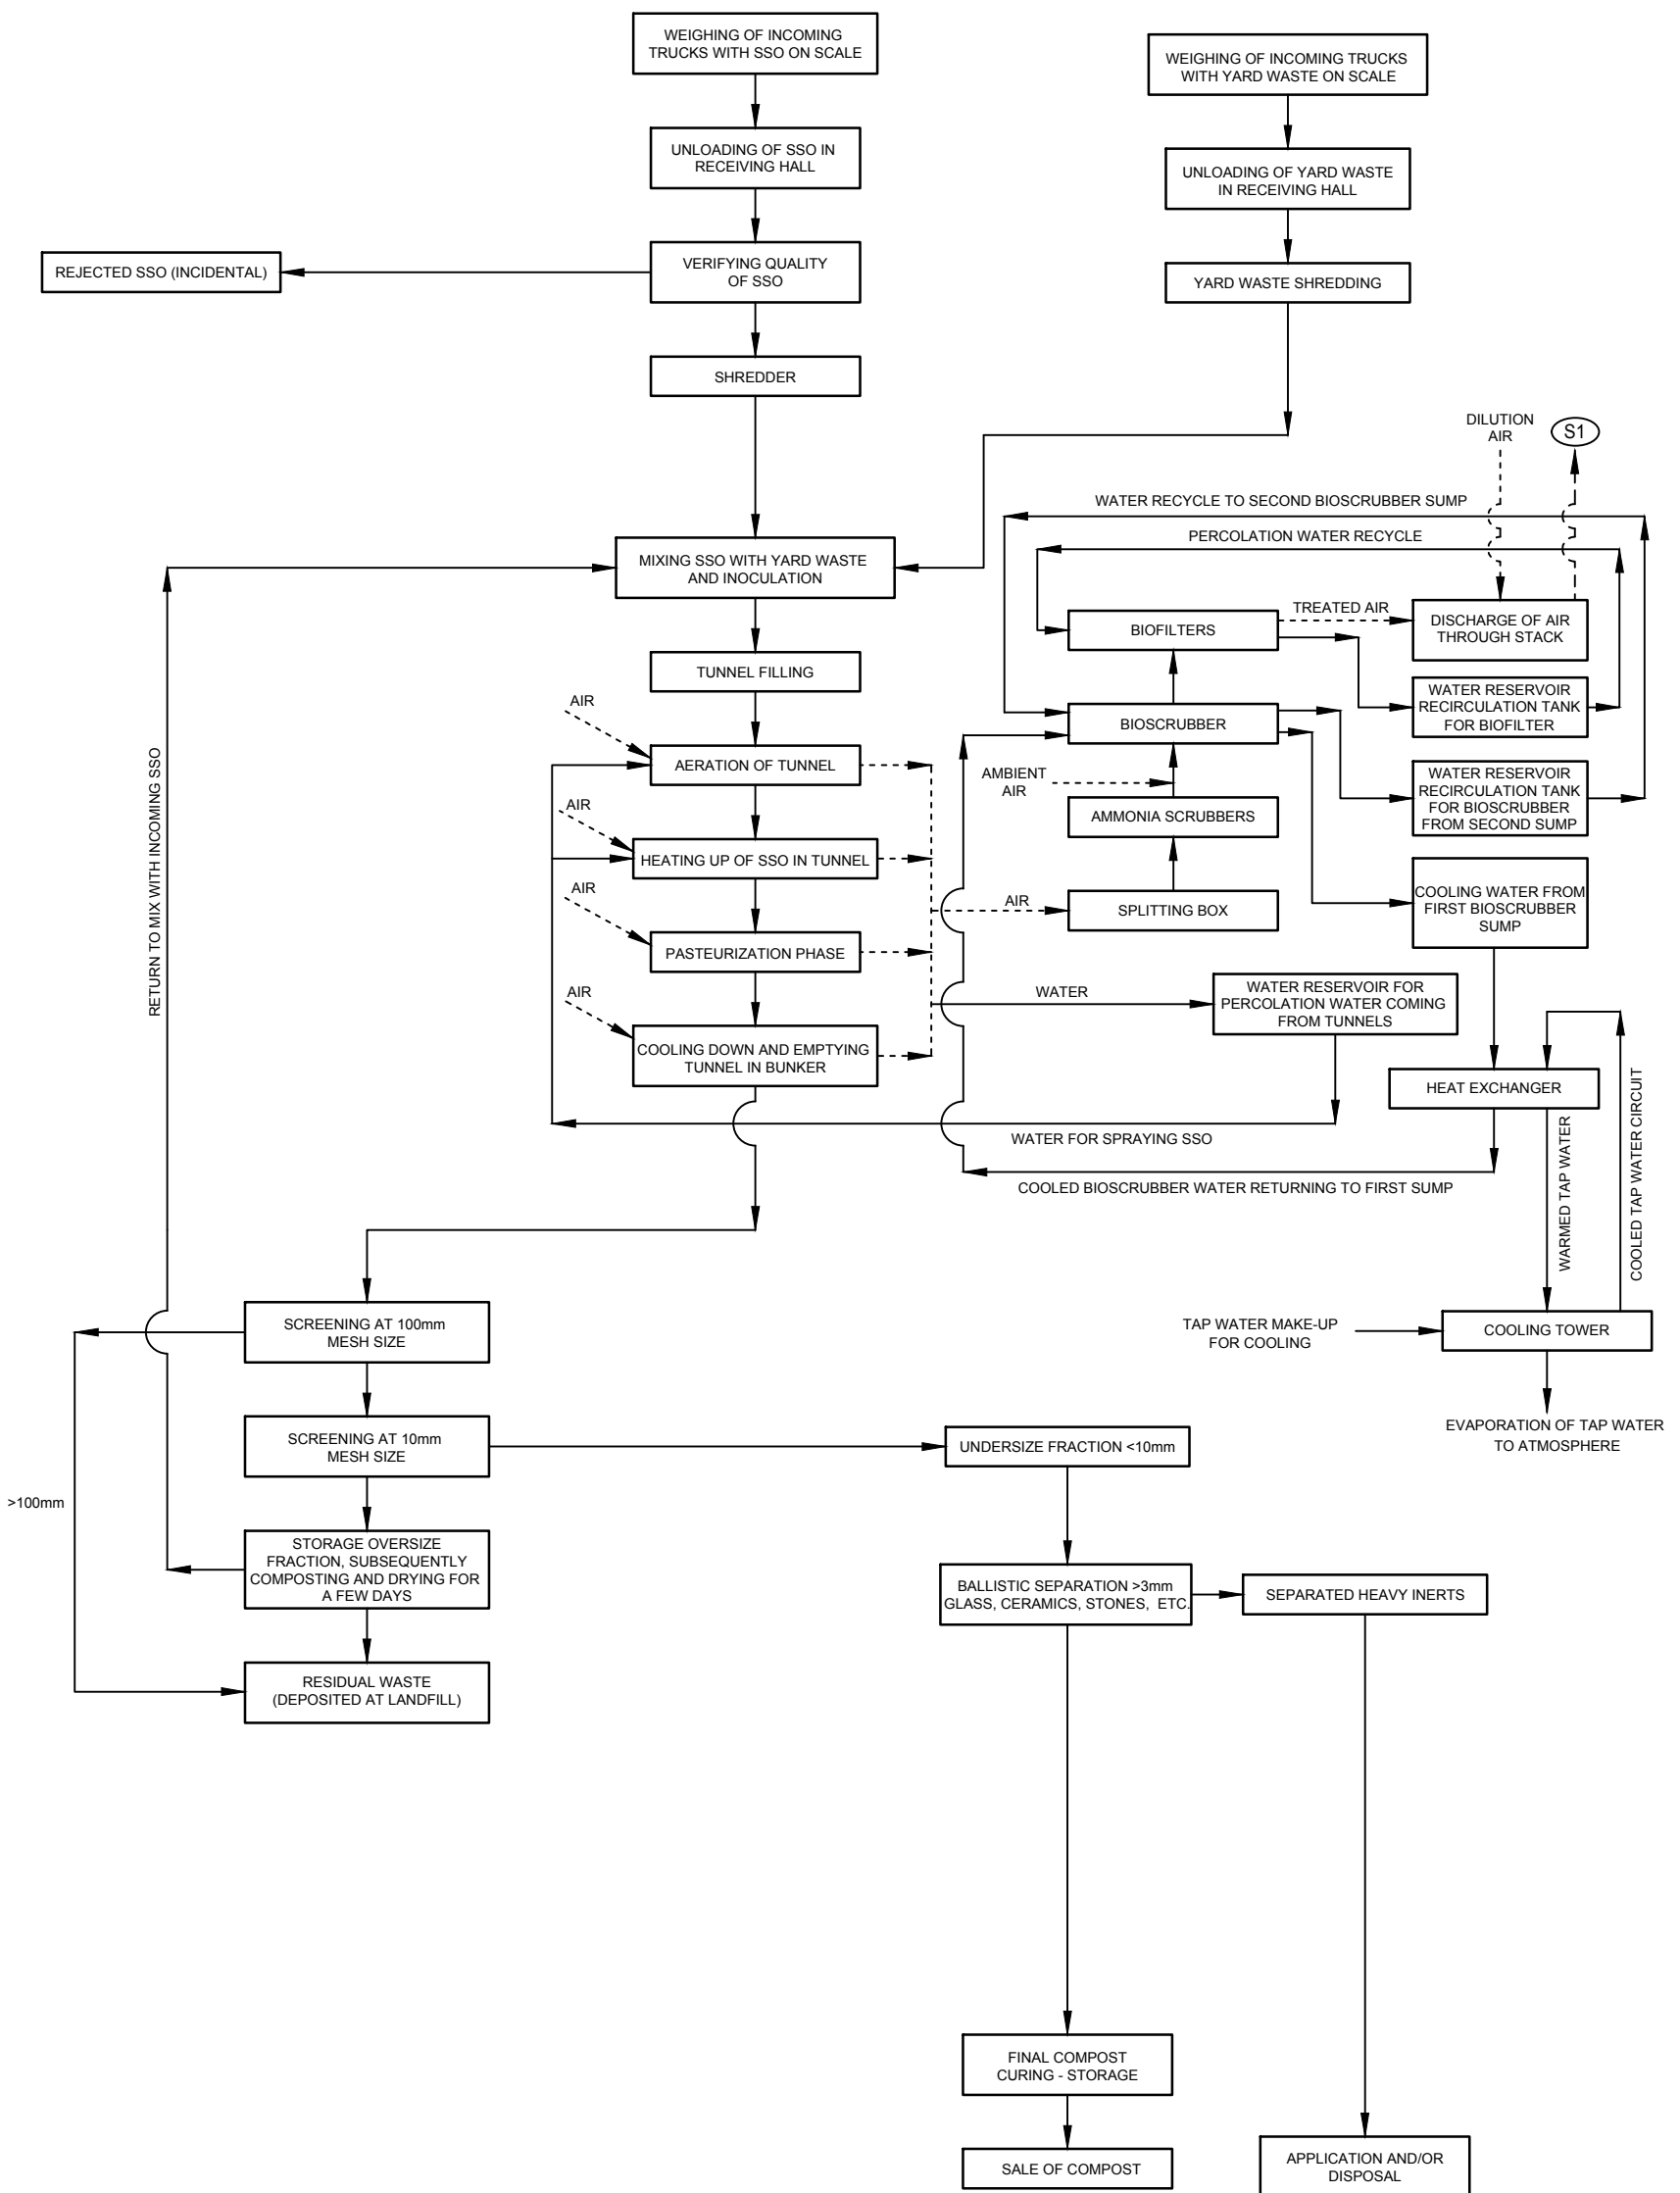 WEIGHING OF INCOMING
TRUCKS WITH SSO ON SCALE
WEIGHING OF INCOMING TRUCKS
WITH YARD WASTE ON SCALE
UNLOADING OF SSO IN
RECEIVING HALL
UNLOADING OF YARD WASTE
IN RECEIVING HALL
REJECTED SSO (INCIDENTAL)
VERIFYING QUALITY
OF SSO
YARD WASTE SHREDDING
SHREDDER
DILUTION
AIR
S1
WATER RECYCLE TO SECOND BIOSCRUBBER SUMP
PERCOLATION WATER RECYCLE
MIXING SSO WITH YARD WASTE
AND INOCULATION
TREATED AIR
BIOFILTERS
DISCHARGE OF AIR
THROUGH STACK
TUNNEL FILLING
AIR
BIOSCRUBBER
WATER RESERVOIR
RECIRCULATION TANK
FOR BIOFILTER
AERATION OF TUNNEL
AMBIENT
AIR
WATER RESERVOIR
RECIRCULATION TANK
FOR BIOSCRUBBER
FROM SECOND SUMP
AIR
AMMONIA SCRUBBERS
HEATING UP OF SSO IN TUNNEL
AIR
AIR
SPLITTING BOX
COOLING WATER FROM
FIRST BIOSCRUBBER
SUMP
PASTEURIZATION PHASE
RETURN TO MIX WITH INCOMING SSO
AIR
WATER
WATER RESERVOIR FOR
PERCOLATION WATER COMING
FROM TUNNELS
COOLING DOWN AND EMPTYING
TUNNEL IN BUNKER
HEAT EXCHANGER
WATER FOR SPRAYING SSO
COOLED BIOSCRUBBER WATER RETURNING TO FIRST SUMP
WARMED TAP WATER
COOLED TAP WATER CIRCUIT
SCREENING AT 100mm
MESH SIZE
TAP WATER MAKE-UP
FOR COOLING
COOLING TOWER
EVAPORATION OF TAP WATER
TO ATMOSPHERE
SCREENING AT 10mm
MESH SIZE
UNDERSIZE FRACTION <10mm
>100mm
STORAGE OVERSIZE
FRACTION, SUBSEQUENTLY
COMPOSTING AND DRYING FOR
A FEW DAYS
BALLISTIC SEPARATION >3mm
GLASS, CERAMICS, STONES, ETC.
SEPARATED HEAVY INERTS
RESIDUAL WASTE
(DEPOSITED AT LANDFILL)
FINAL COMPOST
CURING - STORAGE
SALE OF COMPOST
APPLICATION AND/OR
DISPOSAL